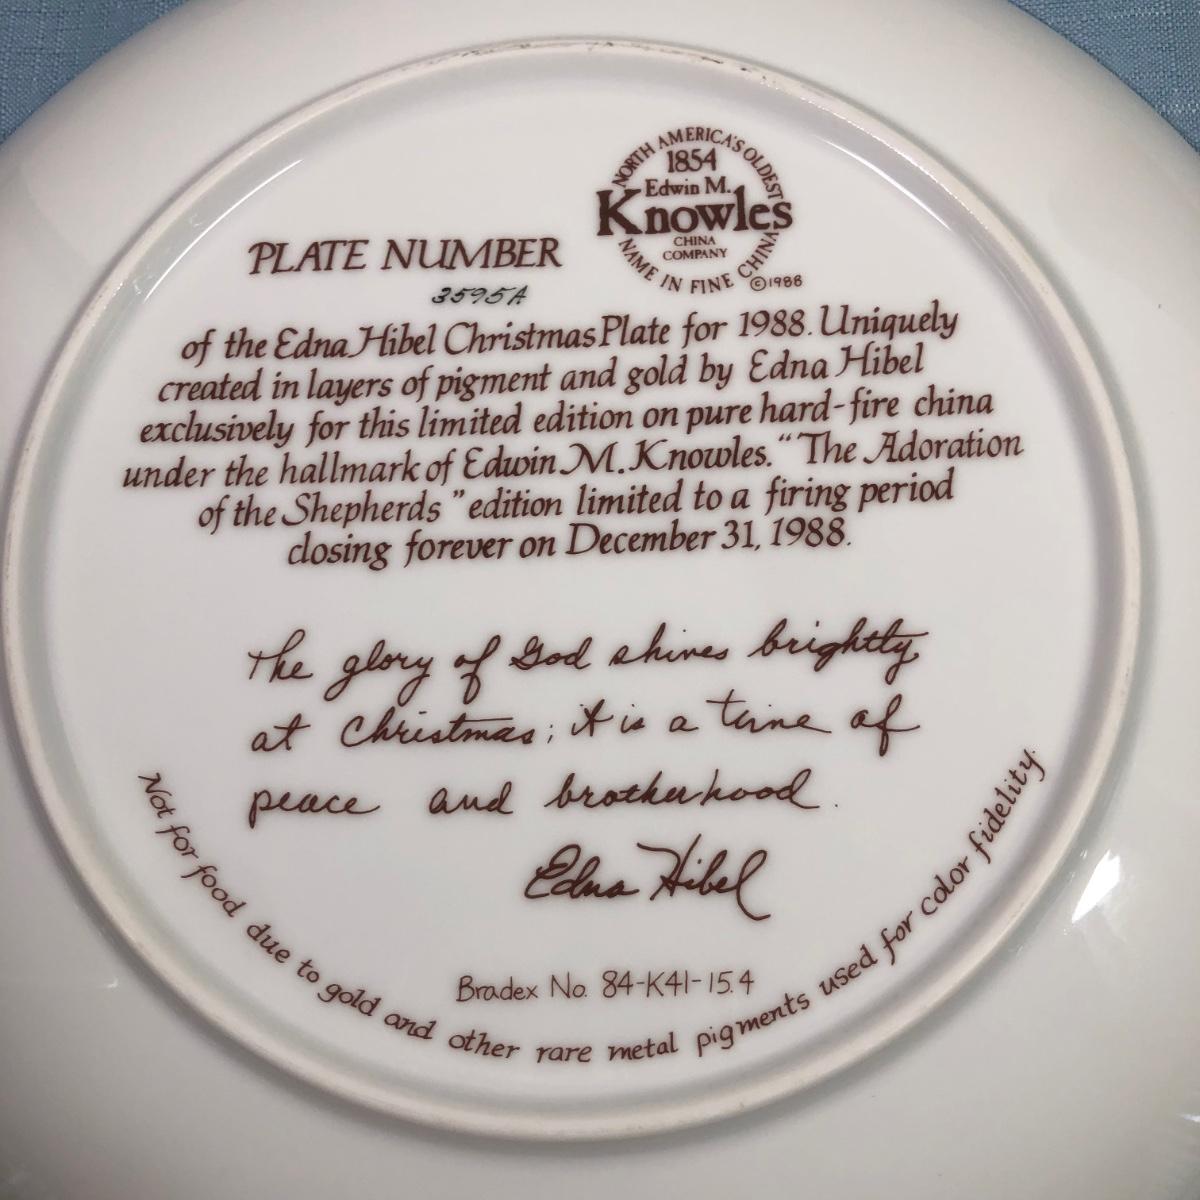 NORTH AMERICA'S OLDEST
1854
Edwin M.
Knowles
CHINA
COMPANY
NAME IN FINE CHINA
©1988
PLATE NUMBER
3595A
of the Edna Hibel Christmas Plate for 1988. Uniquely
created in layers of pigment and gold by Edna Hibel
exclusively for this limited edition on pure hard-fire china
under the hallmark of Edwin M. Knowles. "The Adoration
of the Shepherds" edition limited to a firing period
closing forever on December 31, 1988.
The glory of God shines brightly
at Christmas; it is a time of
peace and brotherhood.
Edna Hibel
Bradex No. 84-K41-15.4
Not for food due to gold and other rare metal pigments used for color fidelity.